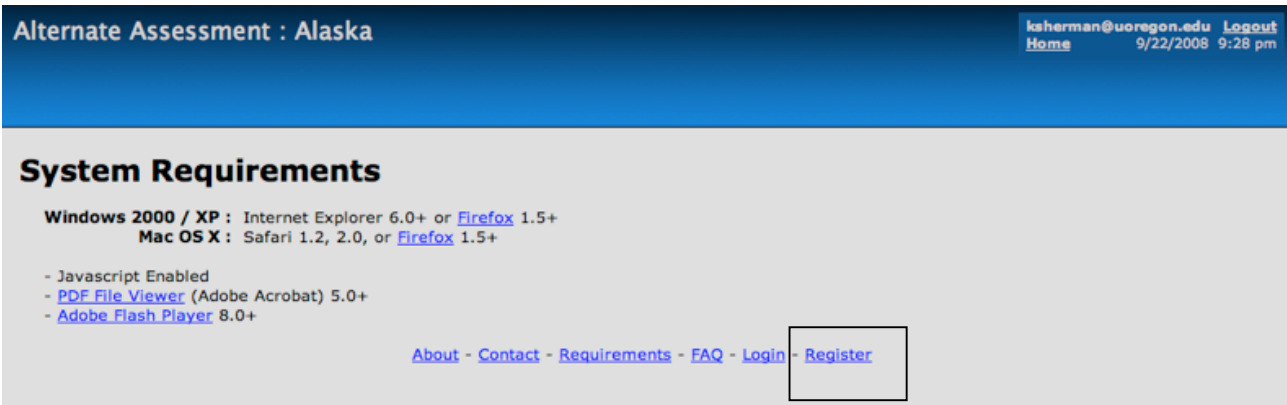 Alternate Assessment : Alaska
ksherman@uoregon.edu Logout
Home 9/22/2008 9:28 pm
System Requirements
Windows 2000 / XP : Internet Explorer 6.0+ or Firefox 1.5+
Mac OS X : Safari 1.2, 2.0, or Firefox 1.5+
- Javascript Enabled
- PDF File Viewer (Adobe Acrobat) 5.0+
- Adobe Flash Player 8.0+
About - Contact - Requirements - FAQ - Login - Register